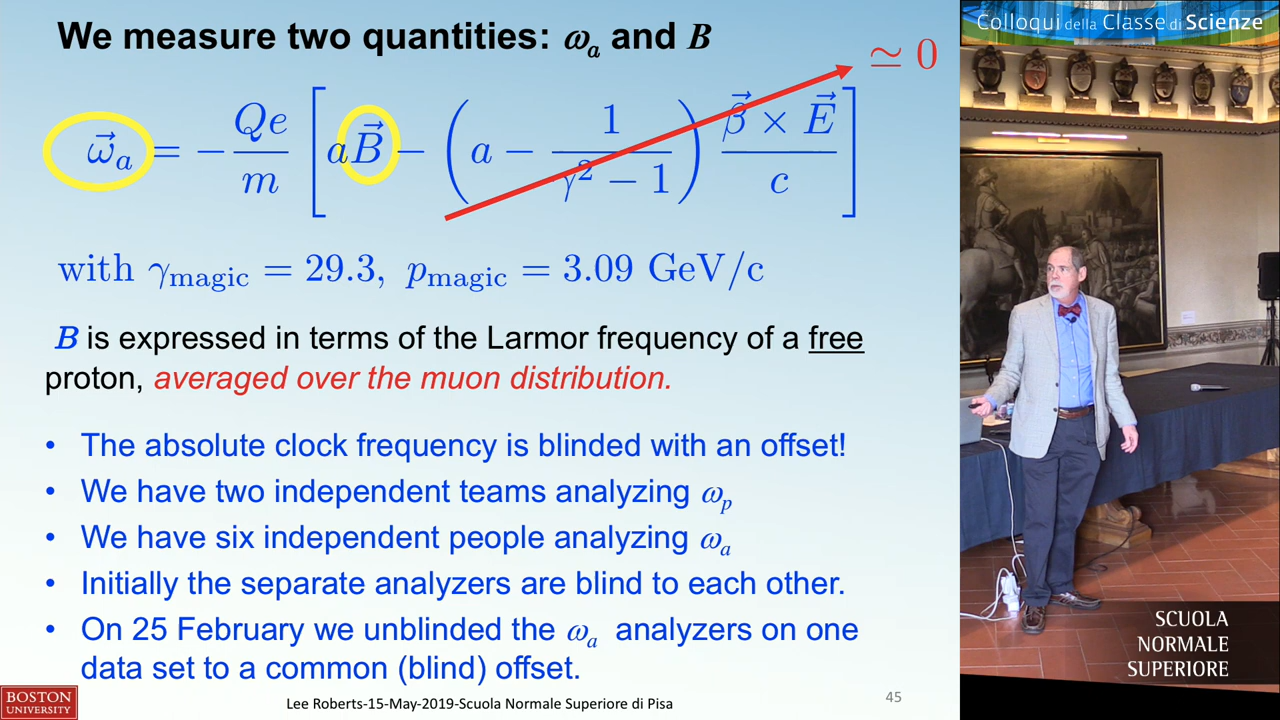 We measure two quantities: ωₐ and B
≃ 0
ω⃗ₐ = − Qe/m [ aB⃗ − ( a − 1/(γ² − 1) ) (β⃗ × E⃗)/c ]
with γ_magic = 29.3, p_magic = 3.09 GeV/c
B is expressed in terms of the Larmor frequency of a free
proton, averaged over the muon distribution.
• The absolute clock frequency is blinded with an offset!
• We have two independent teams analyzing ωₚ
• We have six independent people analyzing ωₐ
• Initially the separate analyzers are blind to each other.
• On 25 February we unblinded the ωₐ analyzers on one
data set to a common (blind) offset.
BOSTON
UNIVERSITY
Lee Roberts-15-May-2019-Scuola Normale Superiore di Pisa
45
Colloqui della Classe di Scienze
SCUOLA
NORMALE
SUPERIORE